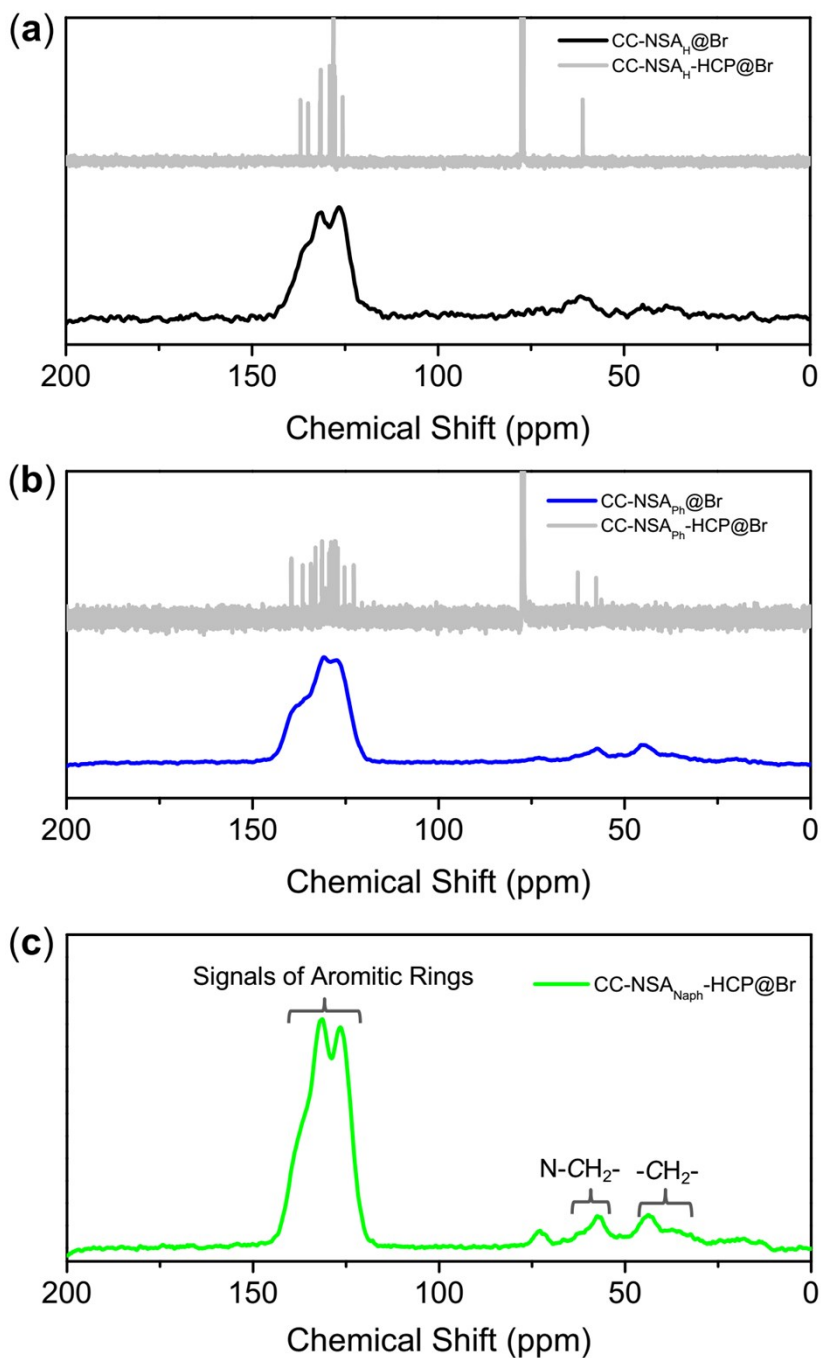 (a)
CC-NSA_H@Br
CC-NSA_H-HCP@Br
200 150 100 50 0
Chemical Shift (ppm)
(b)
CC-NSA_Ph@Br
CC-NSA_Ph-HCP@Br
200 150 100 50 0
Chemical Shift (ppm)
(c)
Signals of Aromitic Rings
CC-NSA_Naph-HCP@Br
N-CH₂- -CH₂-
200 150 100 50 0
Chemical Shift (ppm)